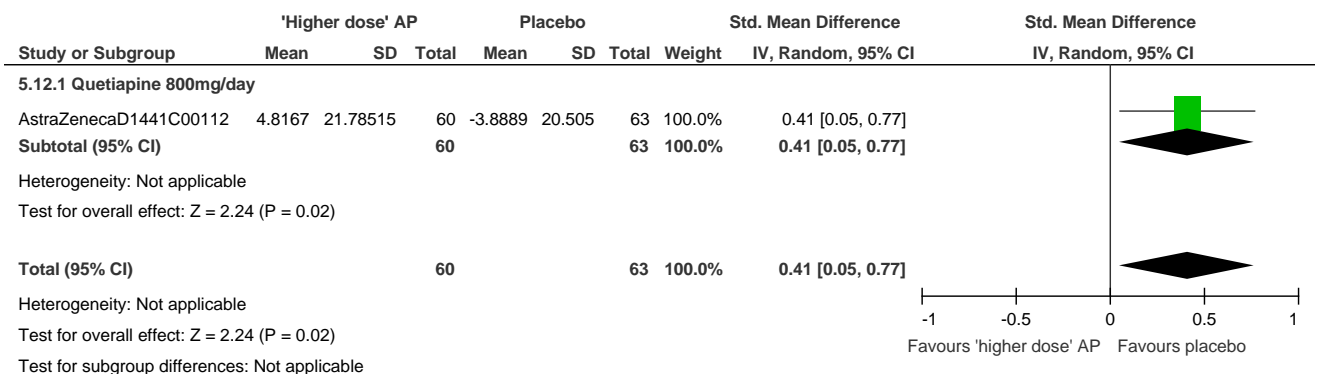 'Higher dose' AP Placebo Std. Mean Difference Std. Mean Difference
Study or Subgroup Mean SD Total Mean SD Total Weight IV, Random, 95% CI IV, Random, 95% CI
5.12.1 Quetiapine 800mg/day
AstraZenecaD1441C00112 4.8167 21.78515 60 -3.8889 20.505 63 100.0% 0.41 [0.05, 0.77]
Subtotal (95% CI) 60 63 100.0% 0.41 [0.05, 0.77]
Heterogeneity: Not applicable
Test for overall effect: Z = 2.24 (P = 0.02)
Total (95% CI) 60 63 100.0% 0.41 [0.05, 0.77]
Heterogeneity: Not applicable
Test for overall effect: Z = 2.24 (P = 0.02)
Test for subgroup differences: Not applicable
-1 -0.5 0 0.5 1
Favours 'higher dose' AP Favours placebo